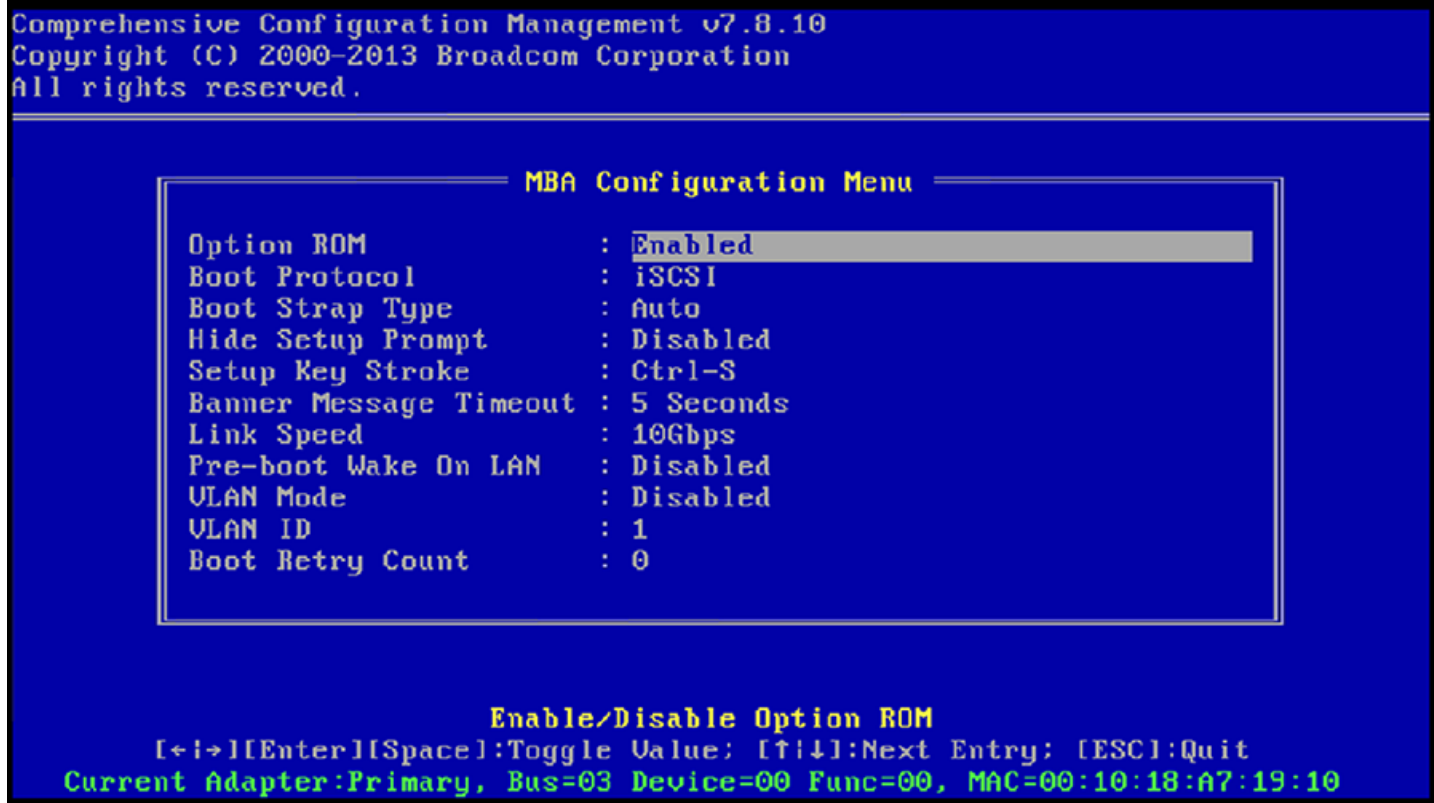 Comprehensive Configuration Management v7.8.10
Copyright (C) 2000-2013 Broadcom Corporation
All rights reserved.
MBA Configuration Menu
Option ROM : Enabled
Boot Protocol : iSCSI
Boot Strap Type : Auto
Hide Setup Prompt : Disabled
Setup Key Stroke : Ctrl-S
Banner Message Timeout : 5 Seconds
Link Speed : 10Gbps
Pre-boot Wake On LAN : Disabled
VLAN Mode : Disabled
VLAN ID : 1
Boot Retry Count : 0
Enable/Disable Option ROM
[←|→][Enter][Space]:Toggle Value; [↑|↓]:Next Entry; [ESC]:Quit
Current Adapter:Primary, Bus=03 Device=00 Func=00, MAC=00:10:18:A7:19:10